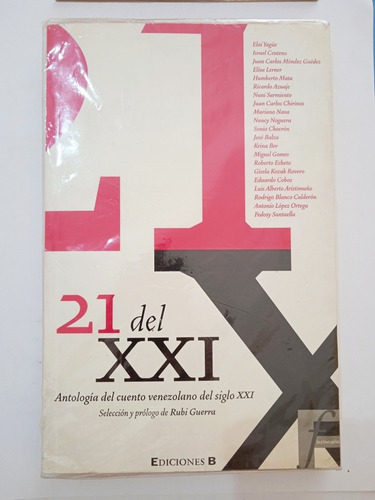 21
X
Eloi Yagüe
Israel Centeno
Juan Carlos Méndez Guédez
Elisa Lerner
Humberto Mata
Ricardo Azuaje
Nuni Sarmiento
Juan Carlos Chirinos
Mariano Nava
Nancy Noguera
Sonia Chocrón
José Balza
Krina Ber
Miguel Gomes
Roberto Echeto
Gisela Kozak Rovero
Eduardo Cobos
Luis Alberto Aristimuño
Rodrigo Blanco Calderón
Antonio López Ortega
Fedosy Santaella
21 del
XXI
Antología del cuento venezolano del siglo XXI
Selección y prólogo de Rubi Guerra
EDICIONES B
f